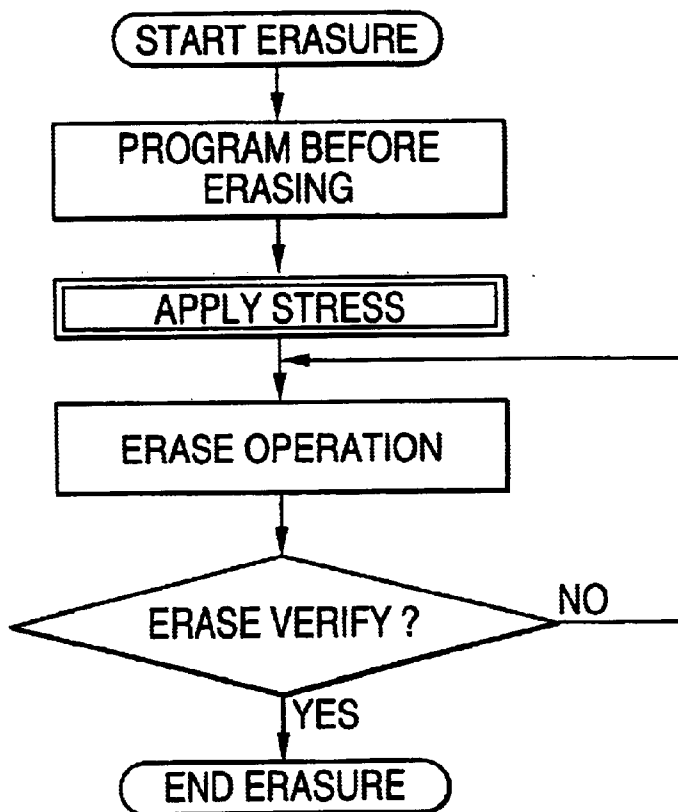 START ERASURE
PROGRAM BEFORE
ERASING
APPLY STRESS
ERASE OPERATION
ERASE VERIFY ?
NO
YES
END ERASURE